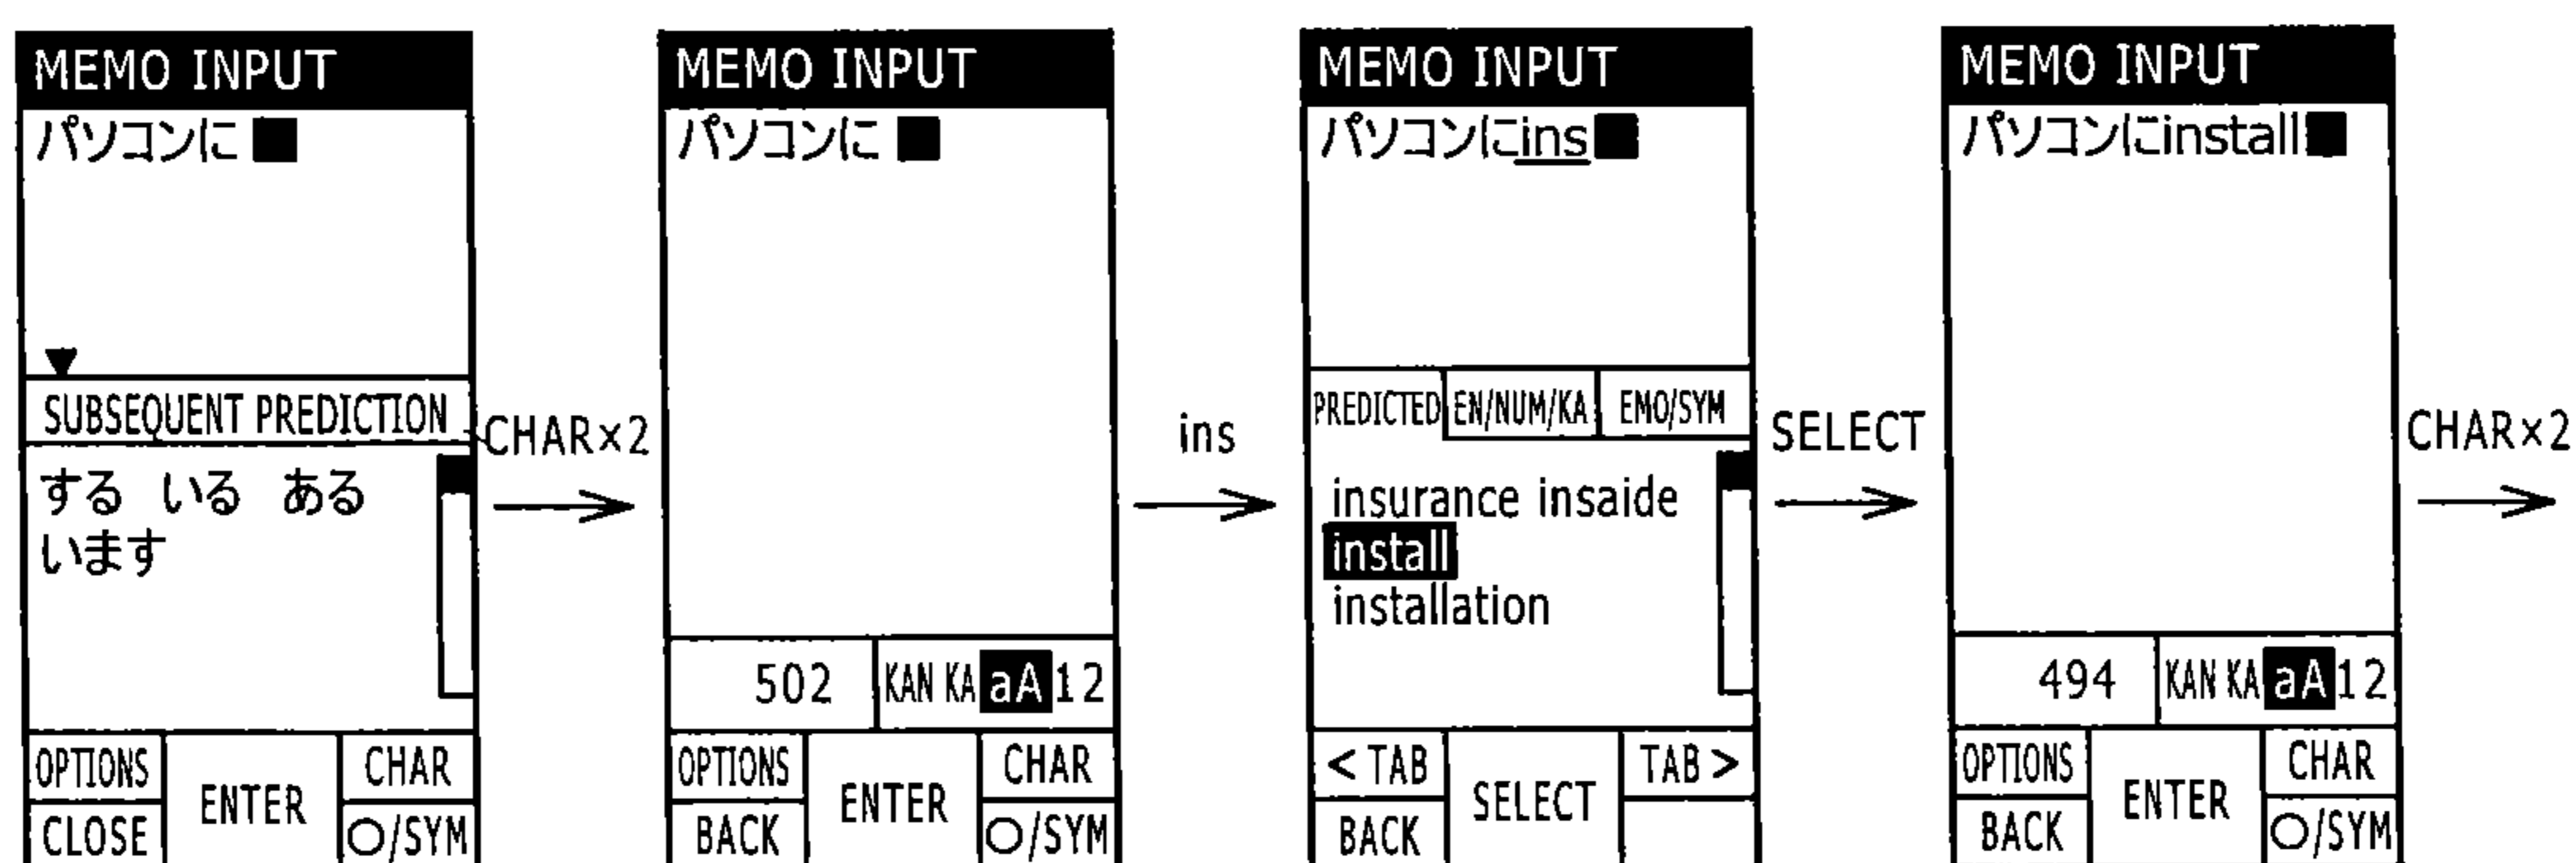 MEMO INPUT
パソコンに
SUBSEQUENT PREDICTION
する いる ある
います
OPTIONS
ENTER
CHAR
CLOSE
○/SYM
CHAR×2
MEMO INPUT
パソコンに
502
KAN KA aA 12
OPTIONS
ENTER
CHAR
BACK
○/SYM
ins
MEMO INPUT
パソコンにins
PREDICTED EN/NUM/KA EMO/SYM
insurance insaide
install
installation
< TAB
SELECT
TAB >
BACK
SELECT
MEMO INPUT
パソコンにinstall
494
KAN KA aA 12
OPTIONS
ENTER
CHAR
BACK
○/SYM
CHAR×2